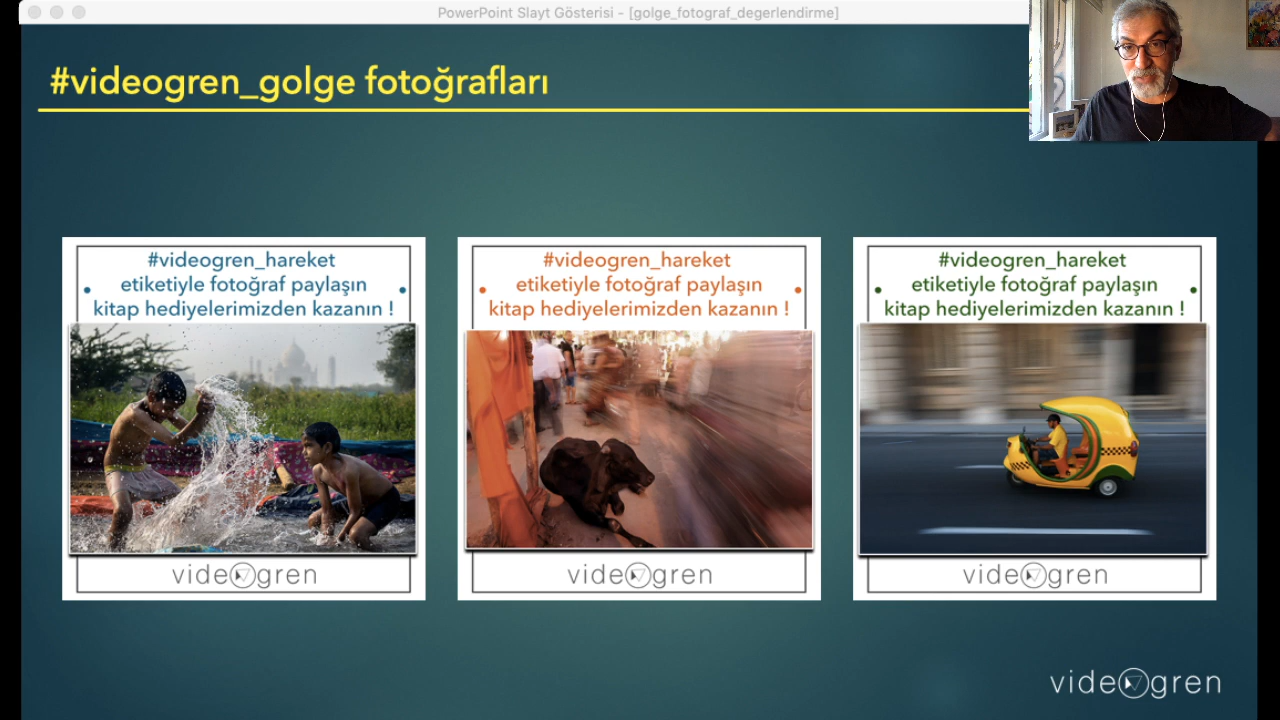 PowerPoint Slayt Gösterisi - [golge_fotograf_degerlendirme]
#videogren_golge fotoğrafları
#videogren_hareket
etiketiyle fotoğraf paylaşın
kitap hediyelerimizden kazanın !
videogren
#videogren_hareket
etiketiyle fotoğraf paylaşın
kitap hediyelerimizden kazanın !
videogren
#videogren_hareket
etiketiyle fotoğraf paylaşın
kitap hediyelerimizden kazanın !
videogren
videogren